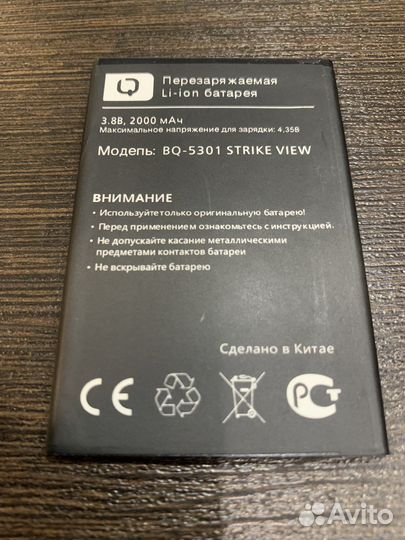 Перезаряжаемая
Li-ion батарея
3.8В, 2000 мАч
Максимальное напряжение для зарядки: 4,35В
Модель: BQ-5301 STRIKE VIEW
ВНИМАНИЕ
• Используйте только оригинальную батарею!
• Перед применением ознакомьтесь с инструкцией.
• Не допускайте касание металлическими
предметами контактов батареи
• Не вскрывайте батарею
Сделано в Китае
CE
РСТ
Avito